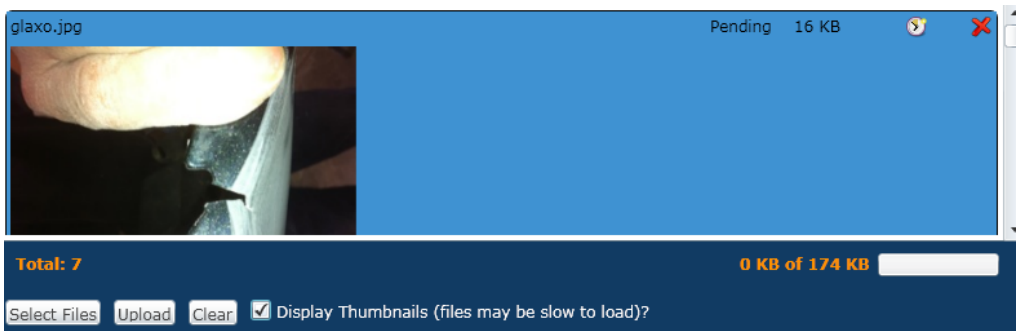 glaxo.jpg Pending 16 KB
Total: 7 0 KB of 174 KB
Select Files Upload Clear Display Thumbnails (files may be slow to load)?